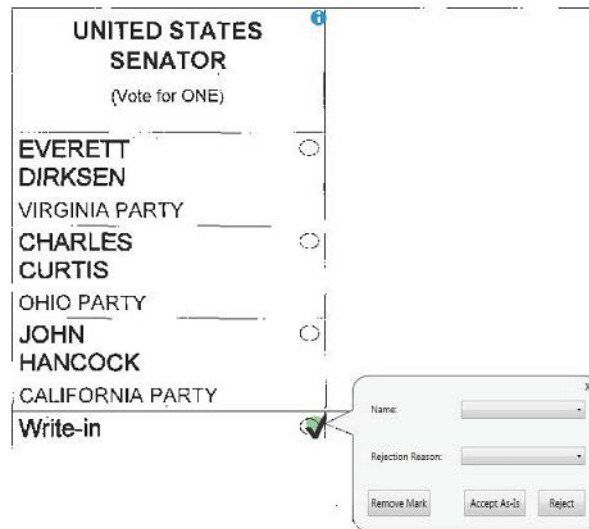 UNITED STATES
SENATOR
(Vote for ONE)
EVERETT
DIRKSEN
VIRGINIA PARTY
CHARLES
CURTIS
OHIO PARTY
JOHN
HANCOCK
CALIFORNIA PARTY
Write-in
x
Name:
Rejection Reason:
Remove Mark Accept As-Is Reject